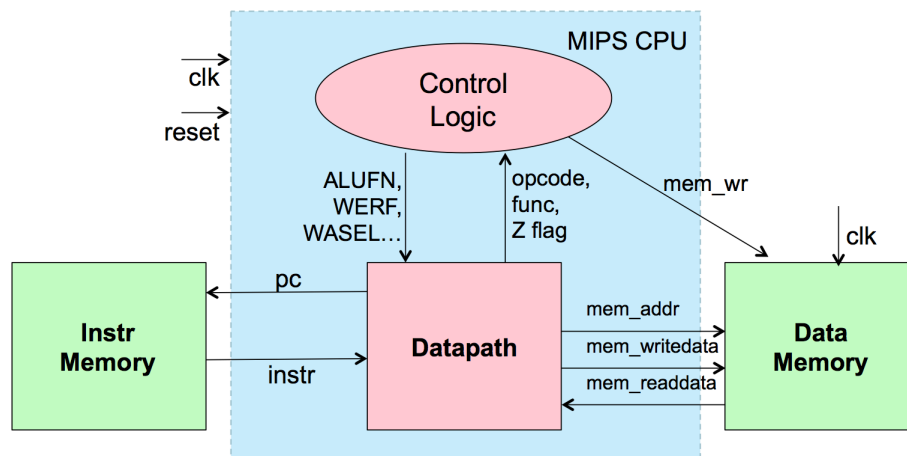 MIPS CPU
clk
reset
Control
Logic
ALUFN,
WERF,
WASEL...
opcode,
func,
Z flag
mem_wr
clk
Instr
Memory
pc
instr
Datapath
mem_addr
mem_writedata
mem_readdata
Data
Memory